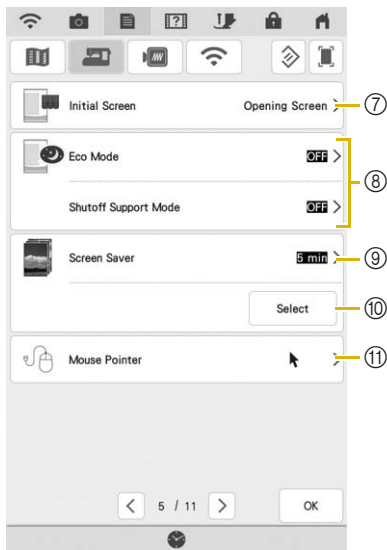 Initial Screen Opening Screen > ⑦
Eco Mode OFF >
⑧
Shutoff Support Mode OFF >
Screen Saver 5 min > ⑨
Select ⑩
Mouse Pointer > ⑪
< 5 / 11 > OK